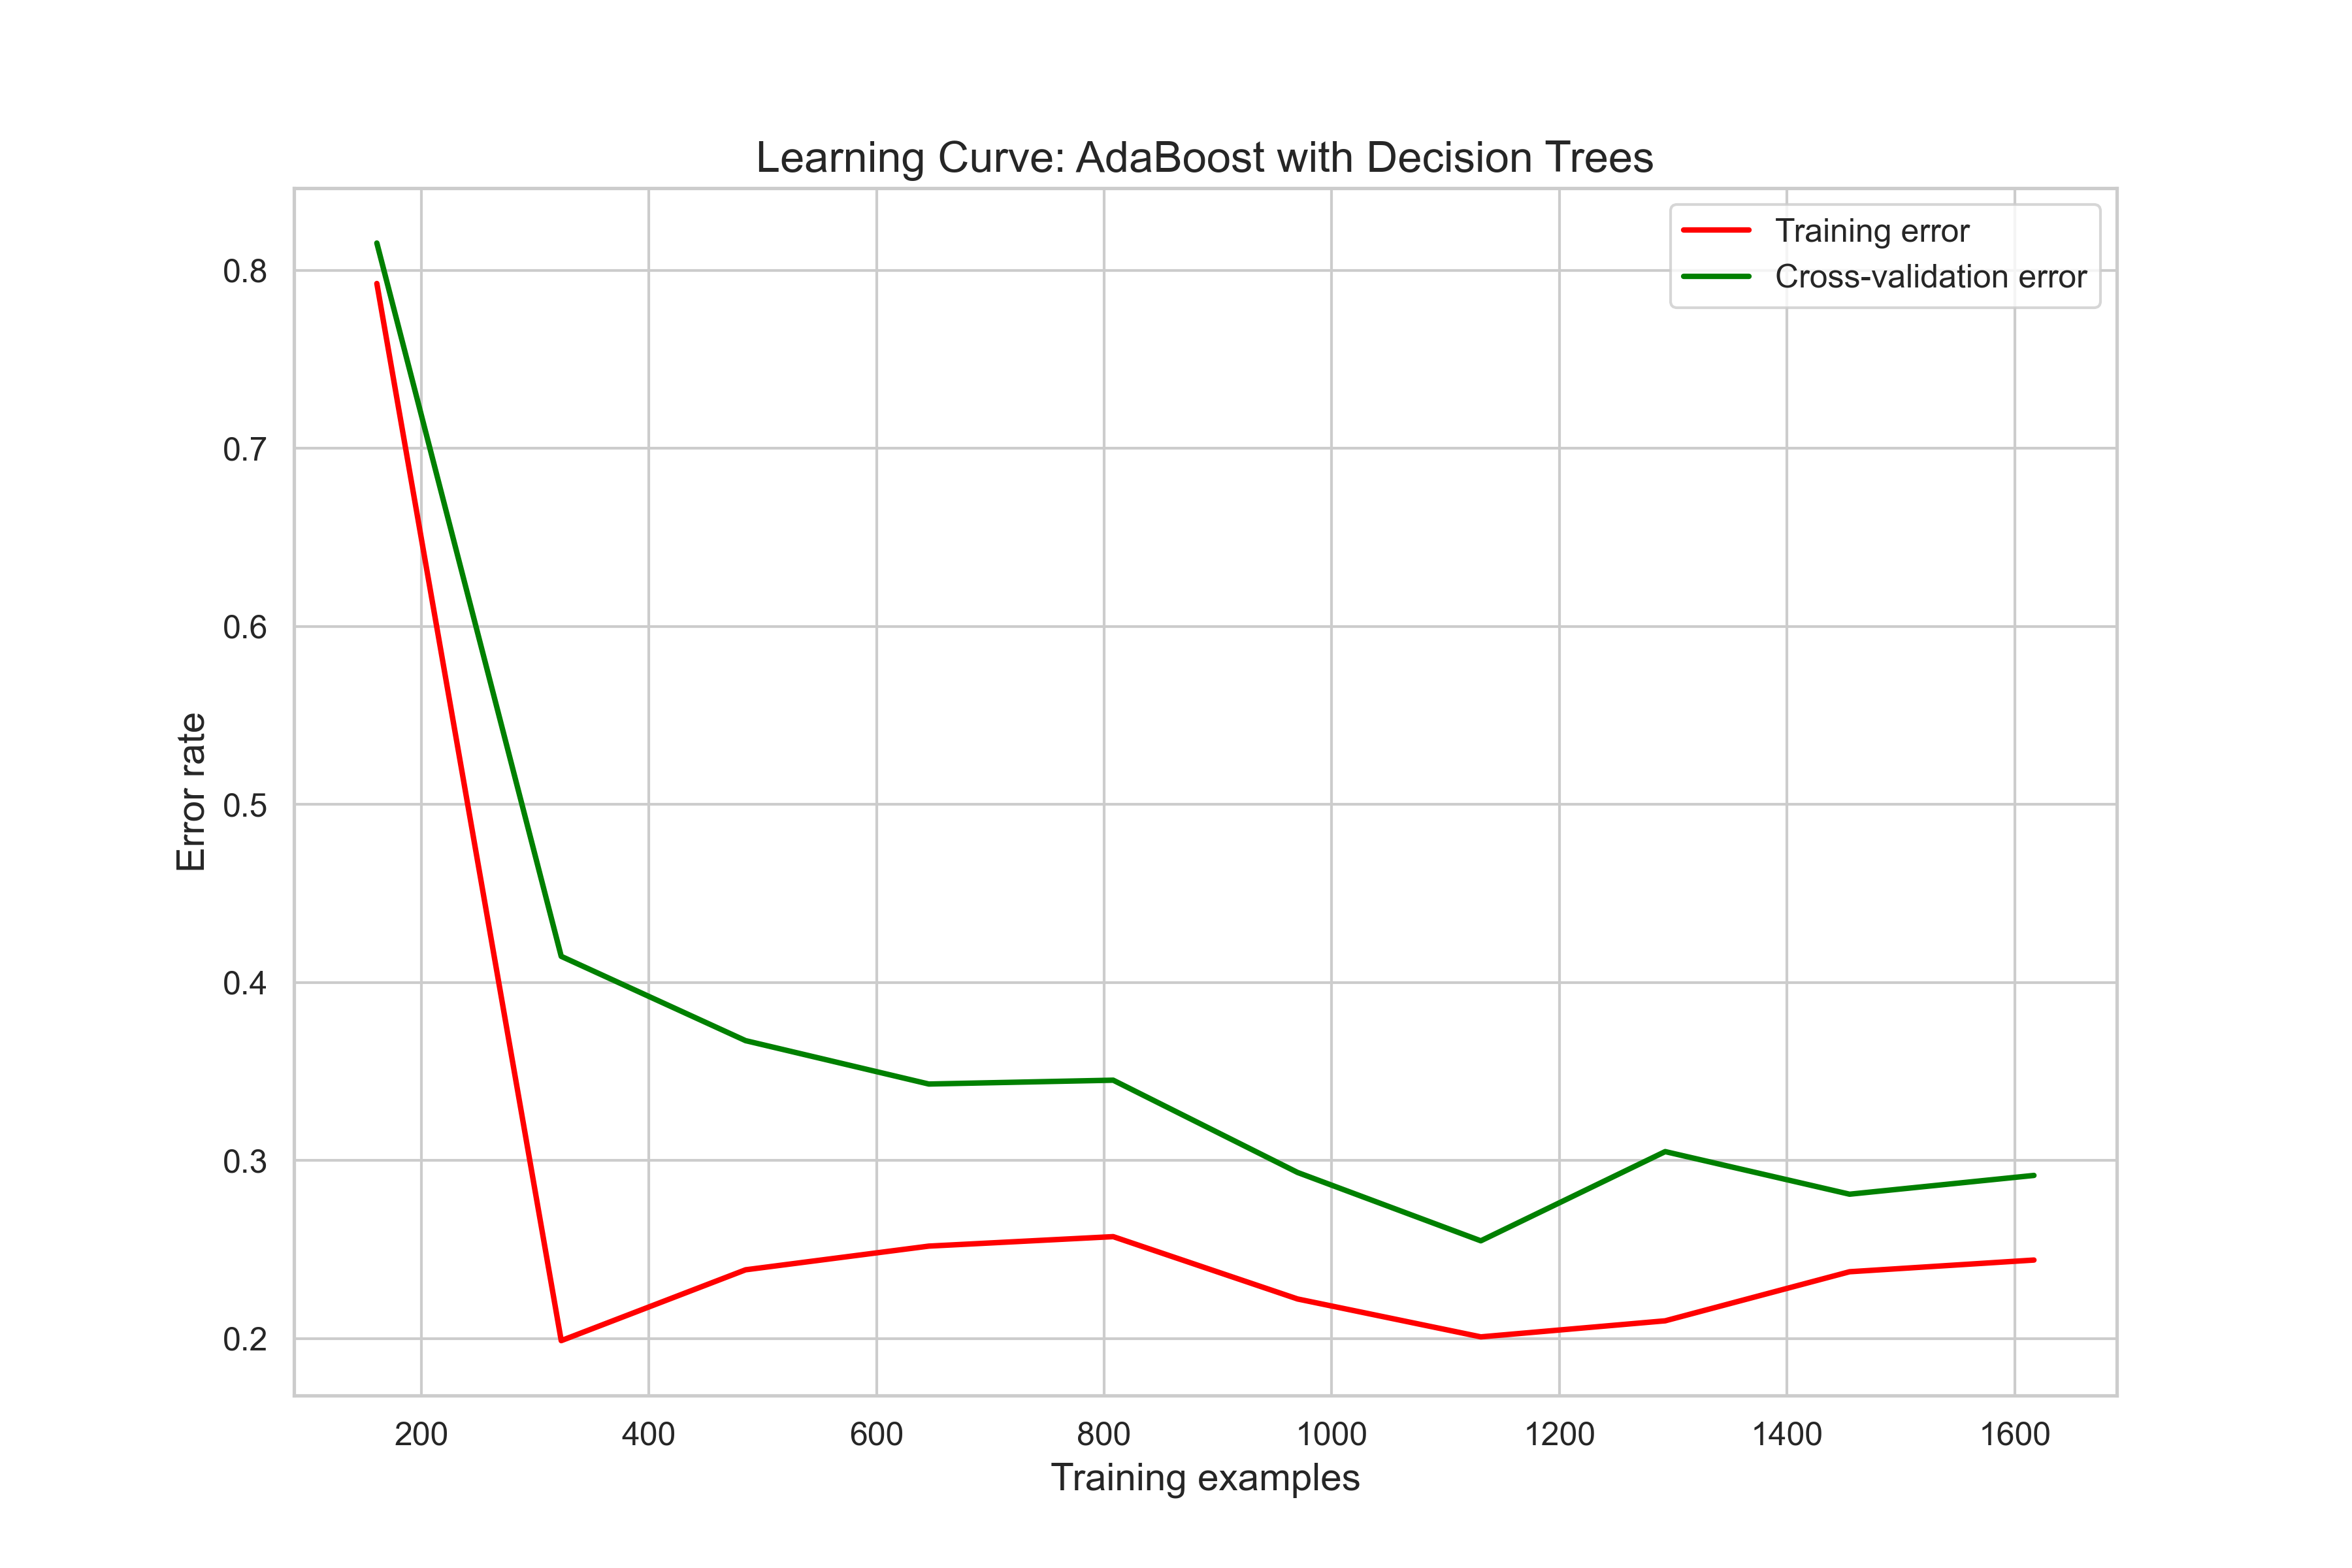 Learning Curve: AdaBoost with Decision Trees
Training error
Cross-validation error
0.8
0.7
0.6
0.5
0.4
0.3
0.2
Error rate
200 400 600 800 1000 1200 1400 1600
Training examples